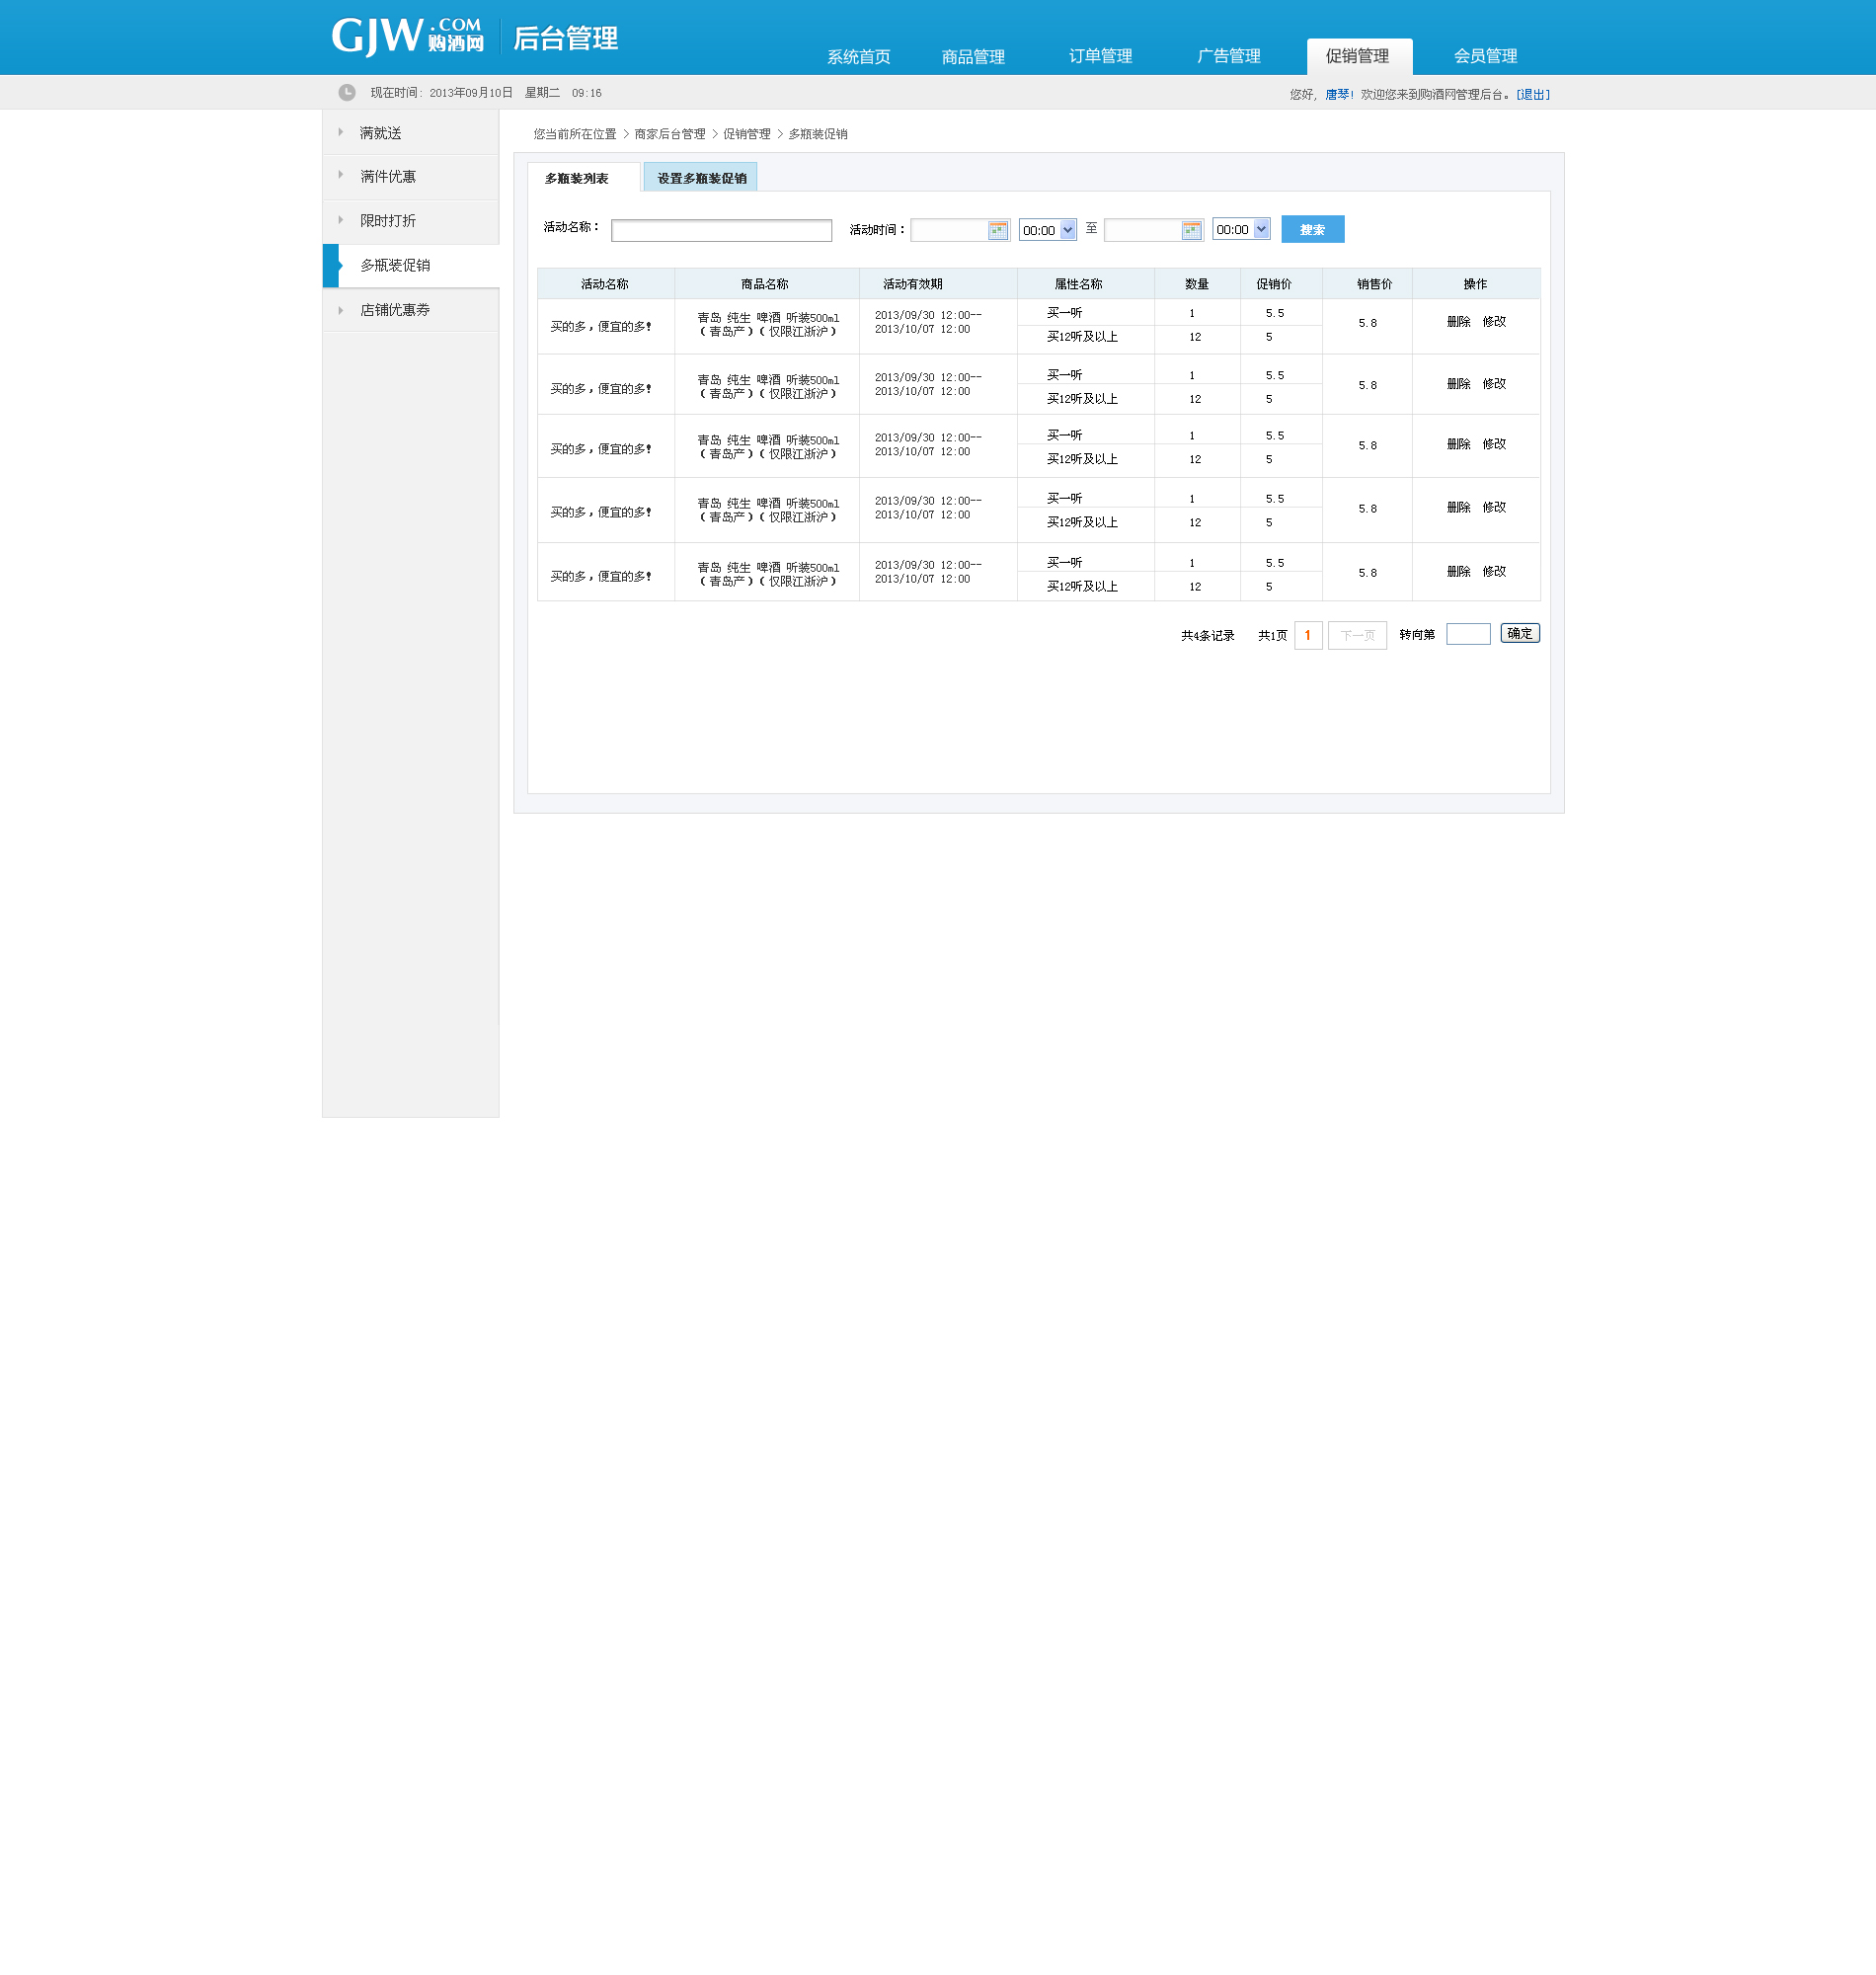 GJW.COM 购酒网 后台管理
系统首页 商品管理 订单管理 广告管理 促销管理 会员管理
现在时间: 2013年09月10日 星期二 09:16
您好, 唐琴! 欢迎您来到购酒网管理后台。[退出]
满就送
满件优惠
限时打折
多瓶装促销
店铺优惠券
您当前所在位置 > 商家后台管理 > 促销管理 > 多瓶装促销
多瓶装列表 设置多瓶装促销
活动名称: 活动时间: 00:00 至 00:00 搜索
活动名称 商品名称 活动有效期 属性名称 数量 促销价 销售价 操作
买的多,便宜的多!
青岛 纯生 啤酒 听装500ml
(青岛产)(仅限江浙沪)
2013/09/30 12:00--
2013/10/07 12:00
买一听 1 5.5
买12听及以上 12 5
5.8
删除 修改
买的多,便宜的多!
青岛 纯生 啤酒 听装500ml
(青岛产)(仅限江浙沪)
2013/09/30 12:00--
2013/10/07 12:00
买一听 1 5.5
买12听及以上 12 5
5.8
删除 修改
买的多,便宜的多!
青岛 纯生 啤酒 听装500ml
(青岛产)(仅限江浙沪)
2013/09/30 12:00--
2013/10/07 12:00
买一听 1 5.5
买12听及以上 12 5
5.8
删除 修改
买的多,便宜的多!
青岛 纯生 啤酒 听装500ml
(青岛产)(仅限江浙沪)
2013/09/30 12:00--
2013/10/07 12:00
买一听 1 5.5
买12听及以上 12 5
5.8
删除 修改
买的多,便宜的多!
青岛 纯生 啤酒 听装500ml
(青岛产)(仅限江浙沪)
2013/09/30 12:00--
2013/10/07 12:00
买一听 1 5.5
买12听及以上 12 5
5.8
删除 修改
共4条记录 共1页 1 下一页 转向第 确定